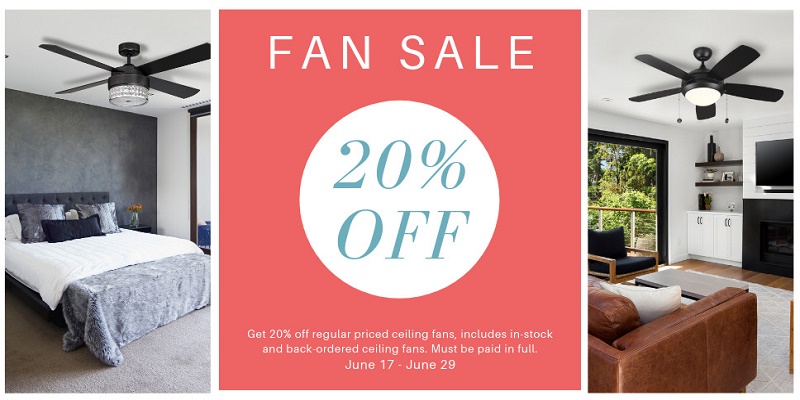 FAN SALE
20%
OFF
Get 20% off regular priced ceiling fans, includes in-stock
and back-ordered ceiling fans. Must be paid in full.
June 17 - June 29